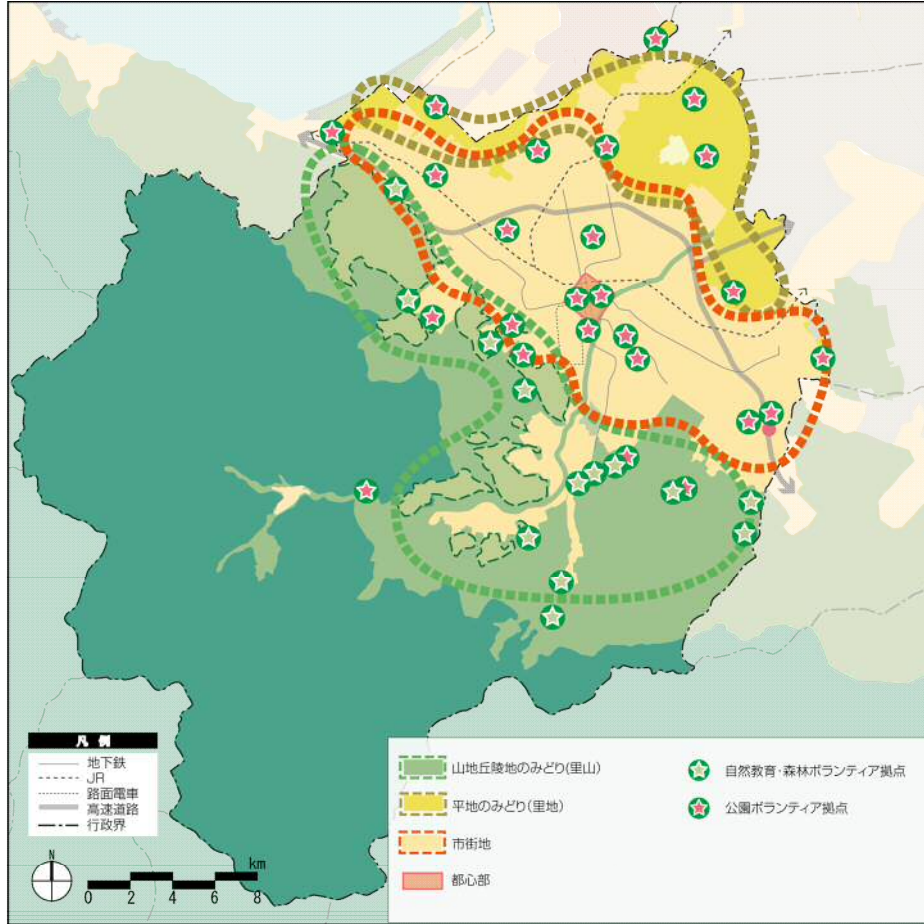 凡例
地下鉄
JR
路面電車
高速道路
行政界
N
km
0 2 4 6 8
山地丘陵地のみどり(里山)
平地のみどり(里地)
市街地
都心部
自然教育・森林ボランティア拠点
公園ボランティア拠点